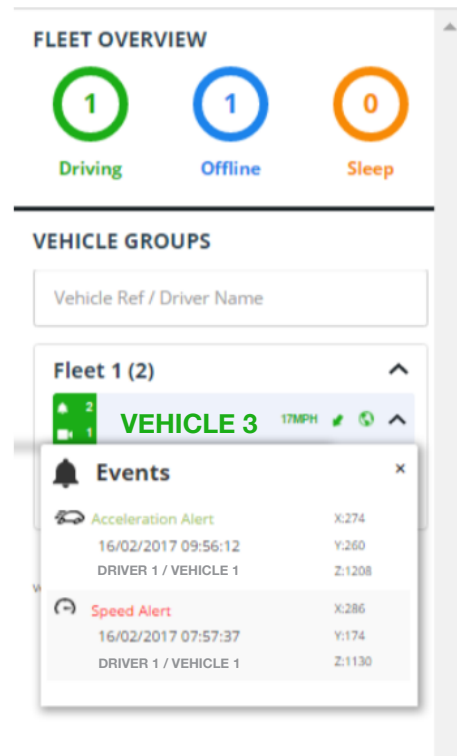 FLEET OVERVIEW
1 1 0
Driving Offline Sleep
VEHICLE GROUPS
Vehicle Ref / Driver Name
Fleet 1 (2)
2
VEHICLE 3 17MPH
1
Events ×
Acceleration Alert X:274
16/02/2017 09:56:12 Y:260
DRIVER 1 / VEHICLE 1 Z:1208
Speed Alert X:286
16/02/2017 07:57:37 Y:174
DRIVER 1 / VEHICLE 1 Z:1130